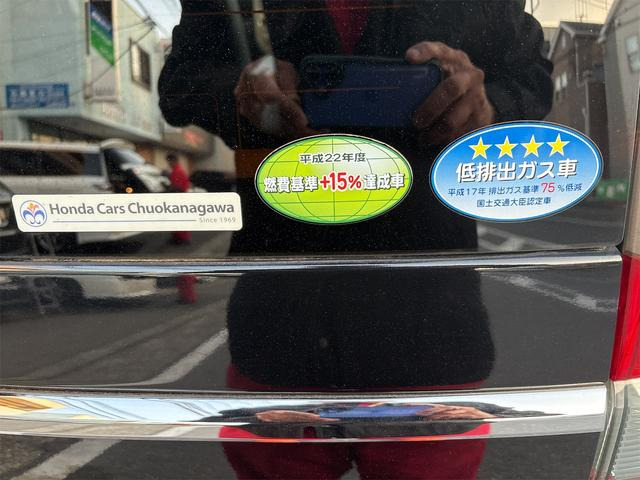 Honda Cars Chuokanagawa
Since 1969
平成22年度
燃費基準+15%達成車
低排出ガス車
平成17年 排出ガス基準 75 %低減
国土交通大臣認定車